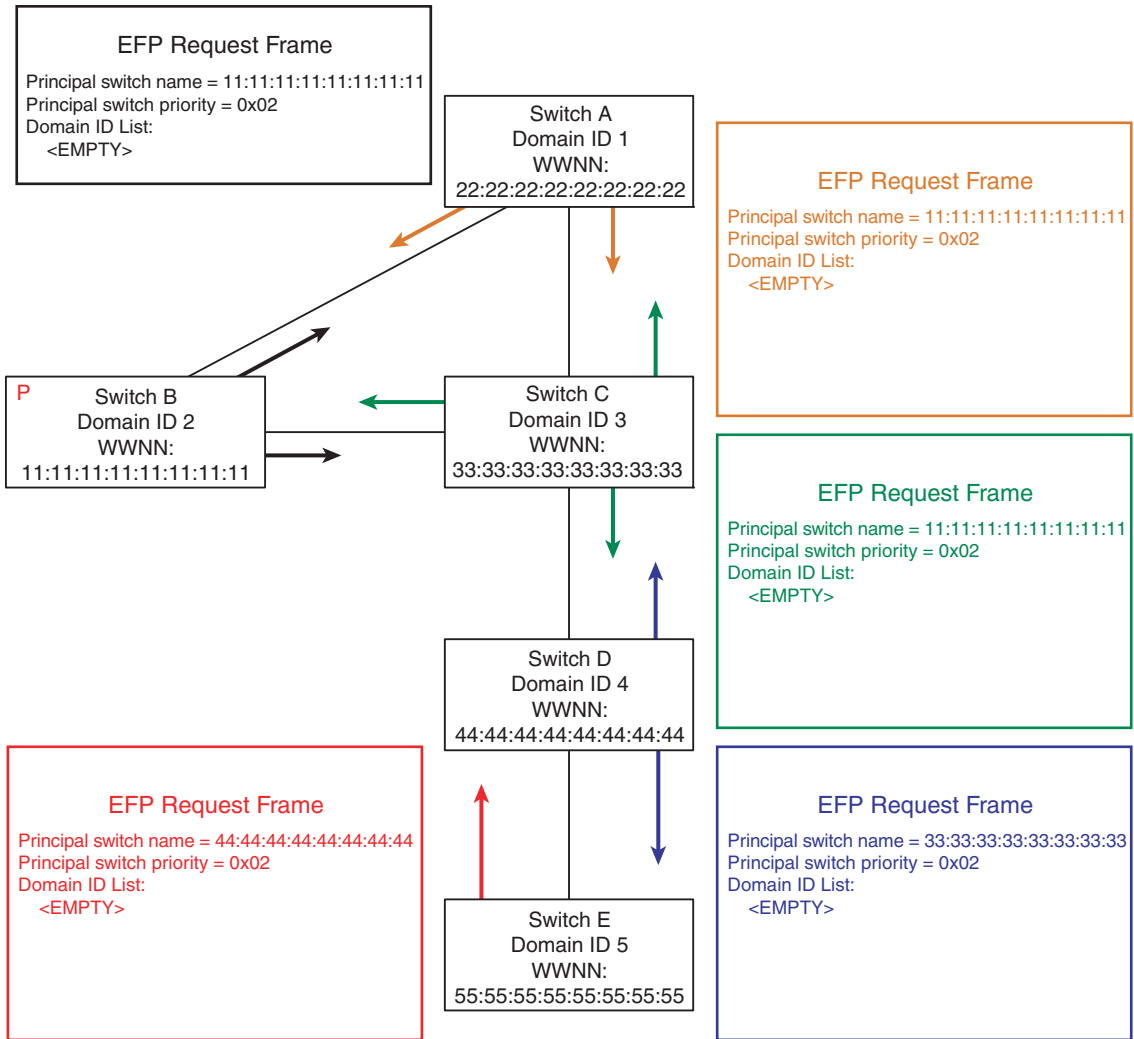 EFP Request Frame
Principal switch name = 11:11:11:11:11:11:11:11
Principal switch priority = 0x02
Domain ID List:
<EMPTY>
Switch A
Domain ID 1
WWNN:
22:22:22:22:22:22:22:22
EFP Request Frame
Principal switch name = 11:11:11:11:11:11:11:11
Principal switch priority = 0x02
Domain ID List:
<EMPTY>
P
Switch B
Domain ID 2
WWNN:
11:11:11:11:11:11:11:11
Switch C
Domain ID 3
WWNN:
33:33:33:33:33:33:33:33
EFP Request Frame
Principal switch name = 11:11:11:11:11:11:11:11
Principal switch priority = 0x02
Domain ID List:
<EMPTY>
Switch D
Domain ID 4
WWNN:
44:44:44:44:44:44:44:44
EFP Request Frame
Principal switch name = 44:44:44:44:44:44:44:44
Principal switch priority = 0x02
Domain ID List:
<EMPTY>
Switch E
Domain ID 5
WWNN:
55:55:55:55:55:55:55:55
EFP Request Frame
Principal switch name = 33:33:33:33:33:33:33:33
Principal switch priority = 0x02
Domain ID List:
<EMPTY>